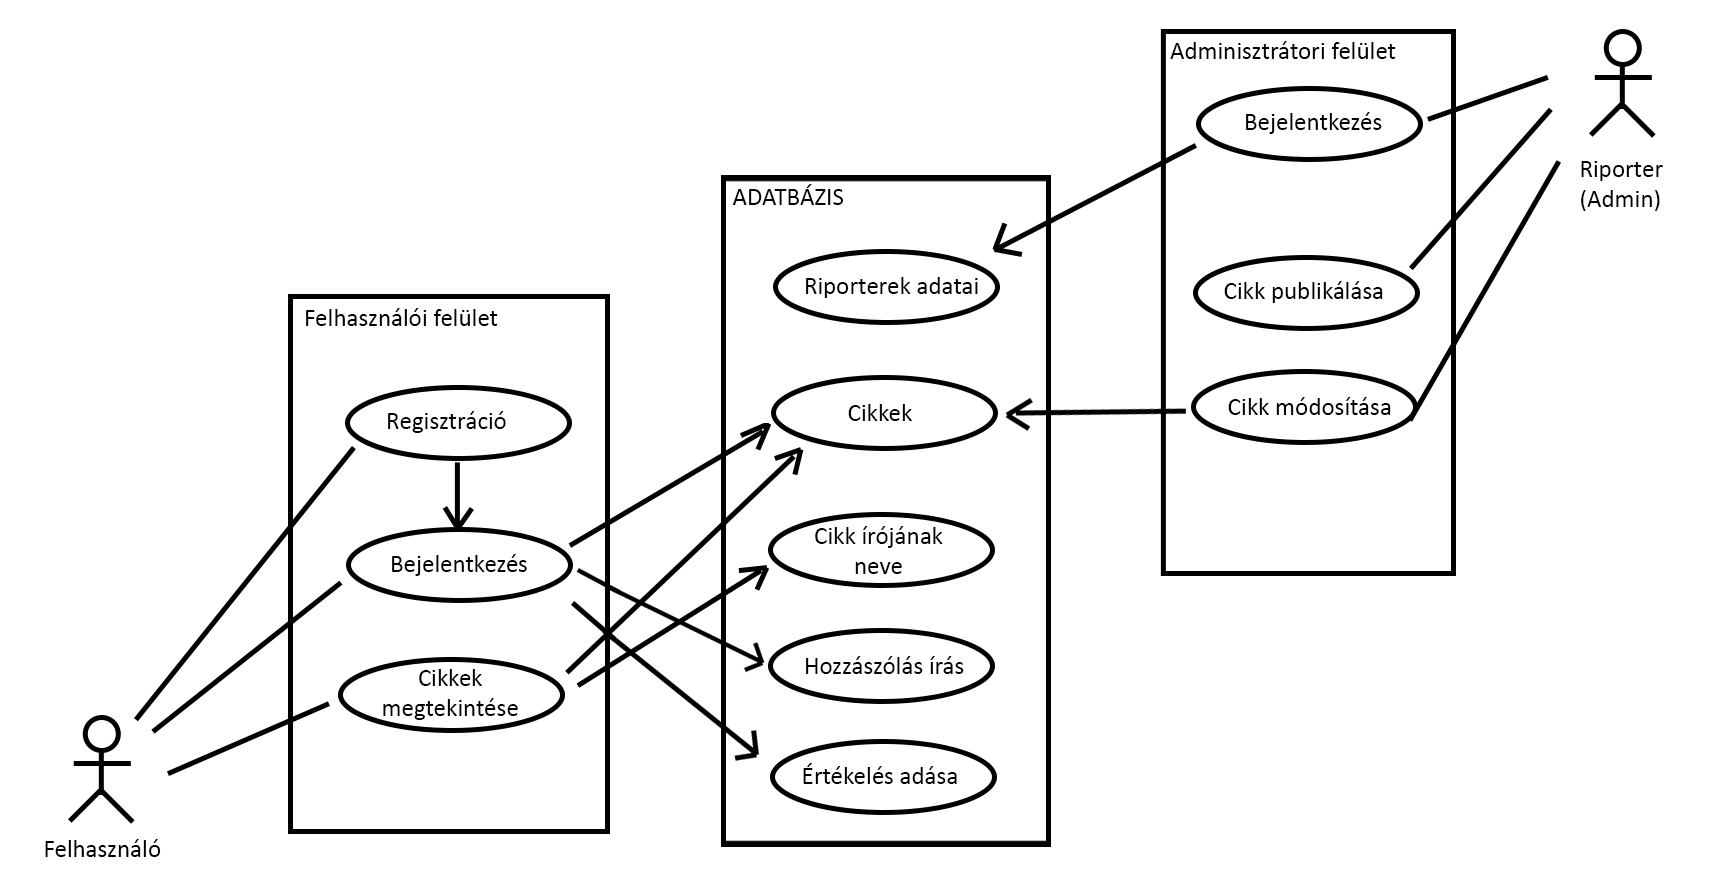 Adminisztrátori felület
Bejelentkezés
Cikk publikálása
Cikk módosítása
Riporter
(Admin)
ADATBÁZIS
Riporterek adatai
Cikkek
Cikk írójának
neve
Hozzászólás írás
Értékelés adása
Felhasználói felület
Regisztráció
Bejelentkezés
Cikkek
megtekintése
Felhasználó